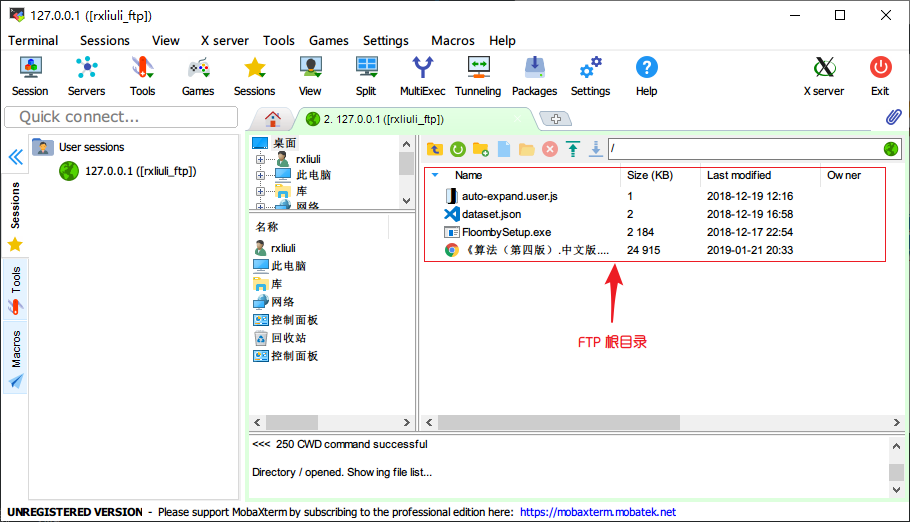 127.0.0.1 ([rxliuli_ftp])
Terminal Sessions View X server Tools Games Settings Macros Help
Session Servers Tools Games Sessions View Split MultiExec Tunneling Packages Settings Help X server Exit
Quick connect...
2. 127.0.0.1 ([rxliuli_ftp])
Sessions
Tools
Macros
User sessions
127.0.0.1 ([rxliuli_ftp])
桌面
rxliuli
此电脑
库
网络
名称
rxliuli
此电脑
库
网络
控制面板
回收站
控制面板
/
Name Size (KB) Last modified Owner
auto-expand.user.js 1 2018-12-19 12:16
dataset.json 2 2018-12-19 16:58
FloombySetup.exe 2 184 2018-12-17 22:54
《算法（第四版）.中文版.... 24 915 2019-01-21 20:33
FTP 根目录
<<< 250 CWD command successful
Directory / opened. Showing file list...
UNREGISTERED VERSION - Please support MobaXterm by subscribing to the professional edition here: https://mobaxterm.mobatek.net